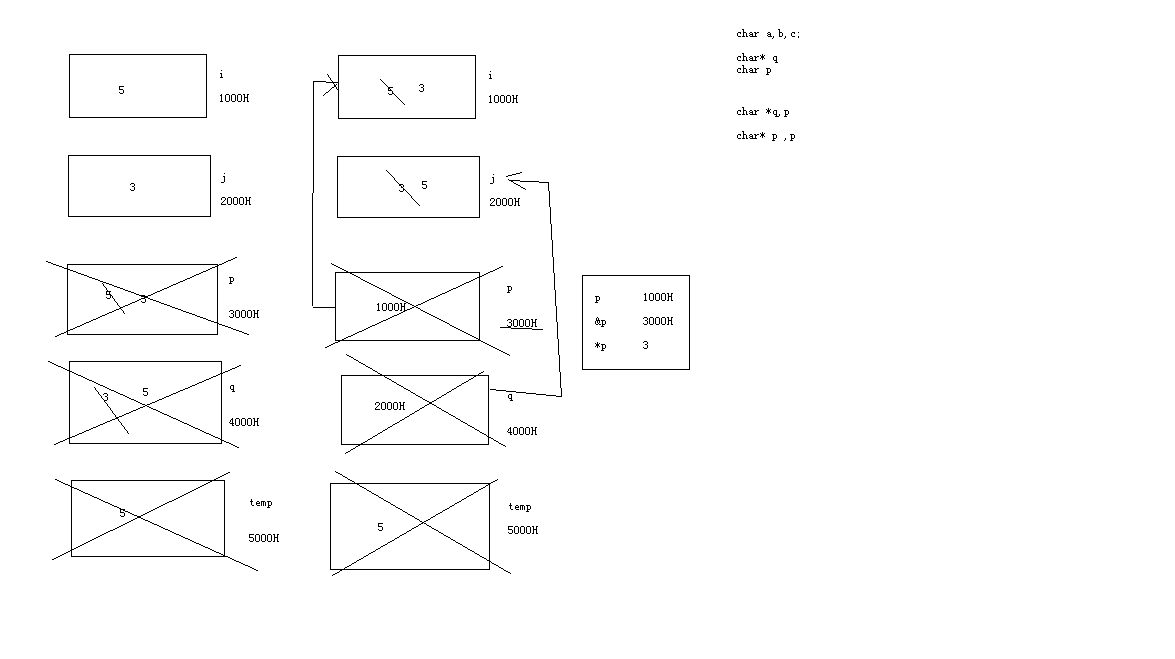 5
i
1000H
3
j
2000H
5 3
p
3000H
3 5
q
4000H
5
temp
5000H
5 3
i
1000H
3 5
j
2000H
1000H
p
3000H
2000H
q
4000H
5
temp
5000H
p 1000H
&p 3000H
*p 3
char a,b,c;
char* q
char p
char *q,p
char* p ,p